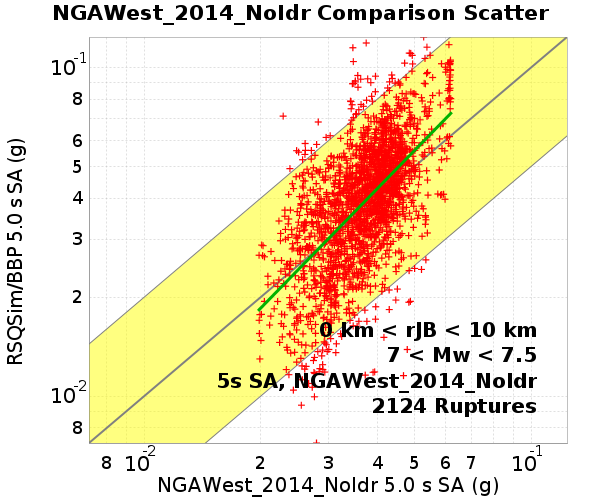 NGAWest_2014_NoIdr Comparison Scatter
RSQSim/BBP 5.0 s SA (g)
10-1
8
6
5
4
3
2
10-2
8
0 km < rJB < 10 km
7 < Mw < 7.5
5s SA, NGAWest_2014_NoIdr
2124 Ruptures
8 10-2 2 3 4 5 6 7 8 10-1
NGAWest_2014_NoIdr 5.0 s SA (g)